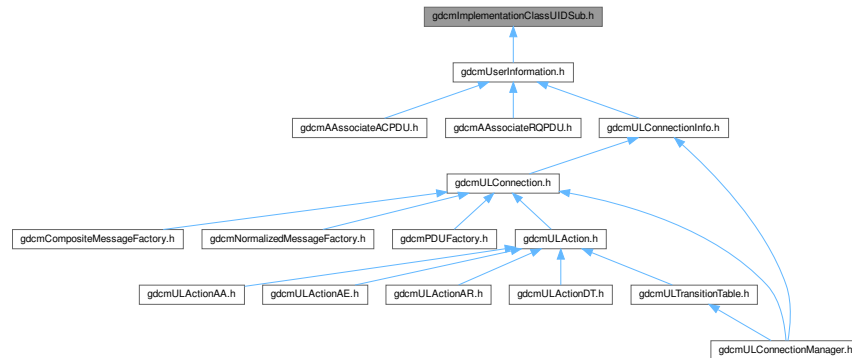 gdcmImplementationClassUIDSub.h
gdcmUserInformation.h
gdcmAAssociateACPDU.h
gdcmAAssociateRQPDU.h
gdcmULConnectionInfo.h
gdcmULConnection.h
gdcmCompositeMessageFactory.h
gdcmNormalizedMessageFactory.h
gdcmPDUFactory.h
gdcmULAction.h
gdcmULActionAA.h
gdcmULActionAE.h
gdcmULActionAR.h
gdcmULActionDT.h
gdcmULTransitionTable.h
gdcmULConnectionManager.h